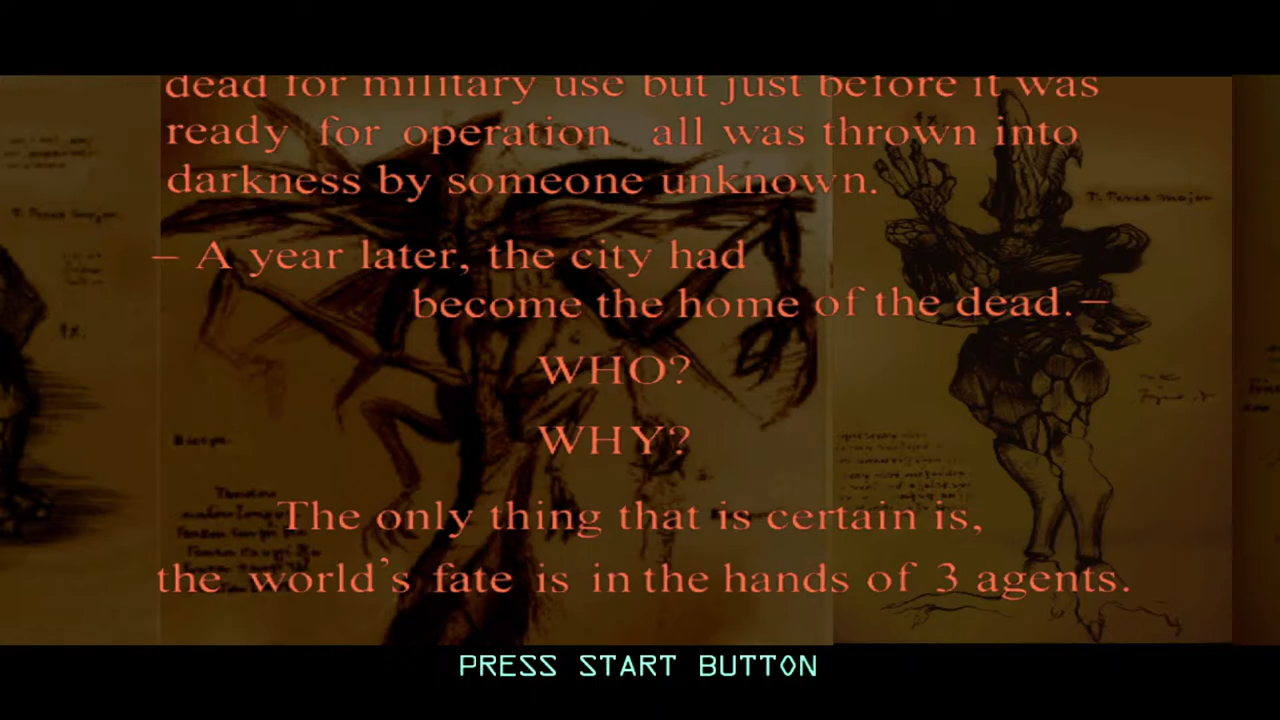 dead for military use but just before it was
ready for operation all was thrown into
darkness by someone unknown.
– A year later, the city had
become the home of the dead. –
WHO?
WHY?
The only thing that is certain is,
the world's fate is in the hands of 3 agents.
PRESS START BUTTON